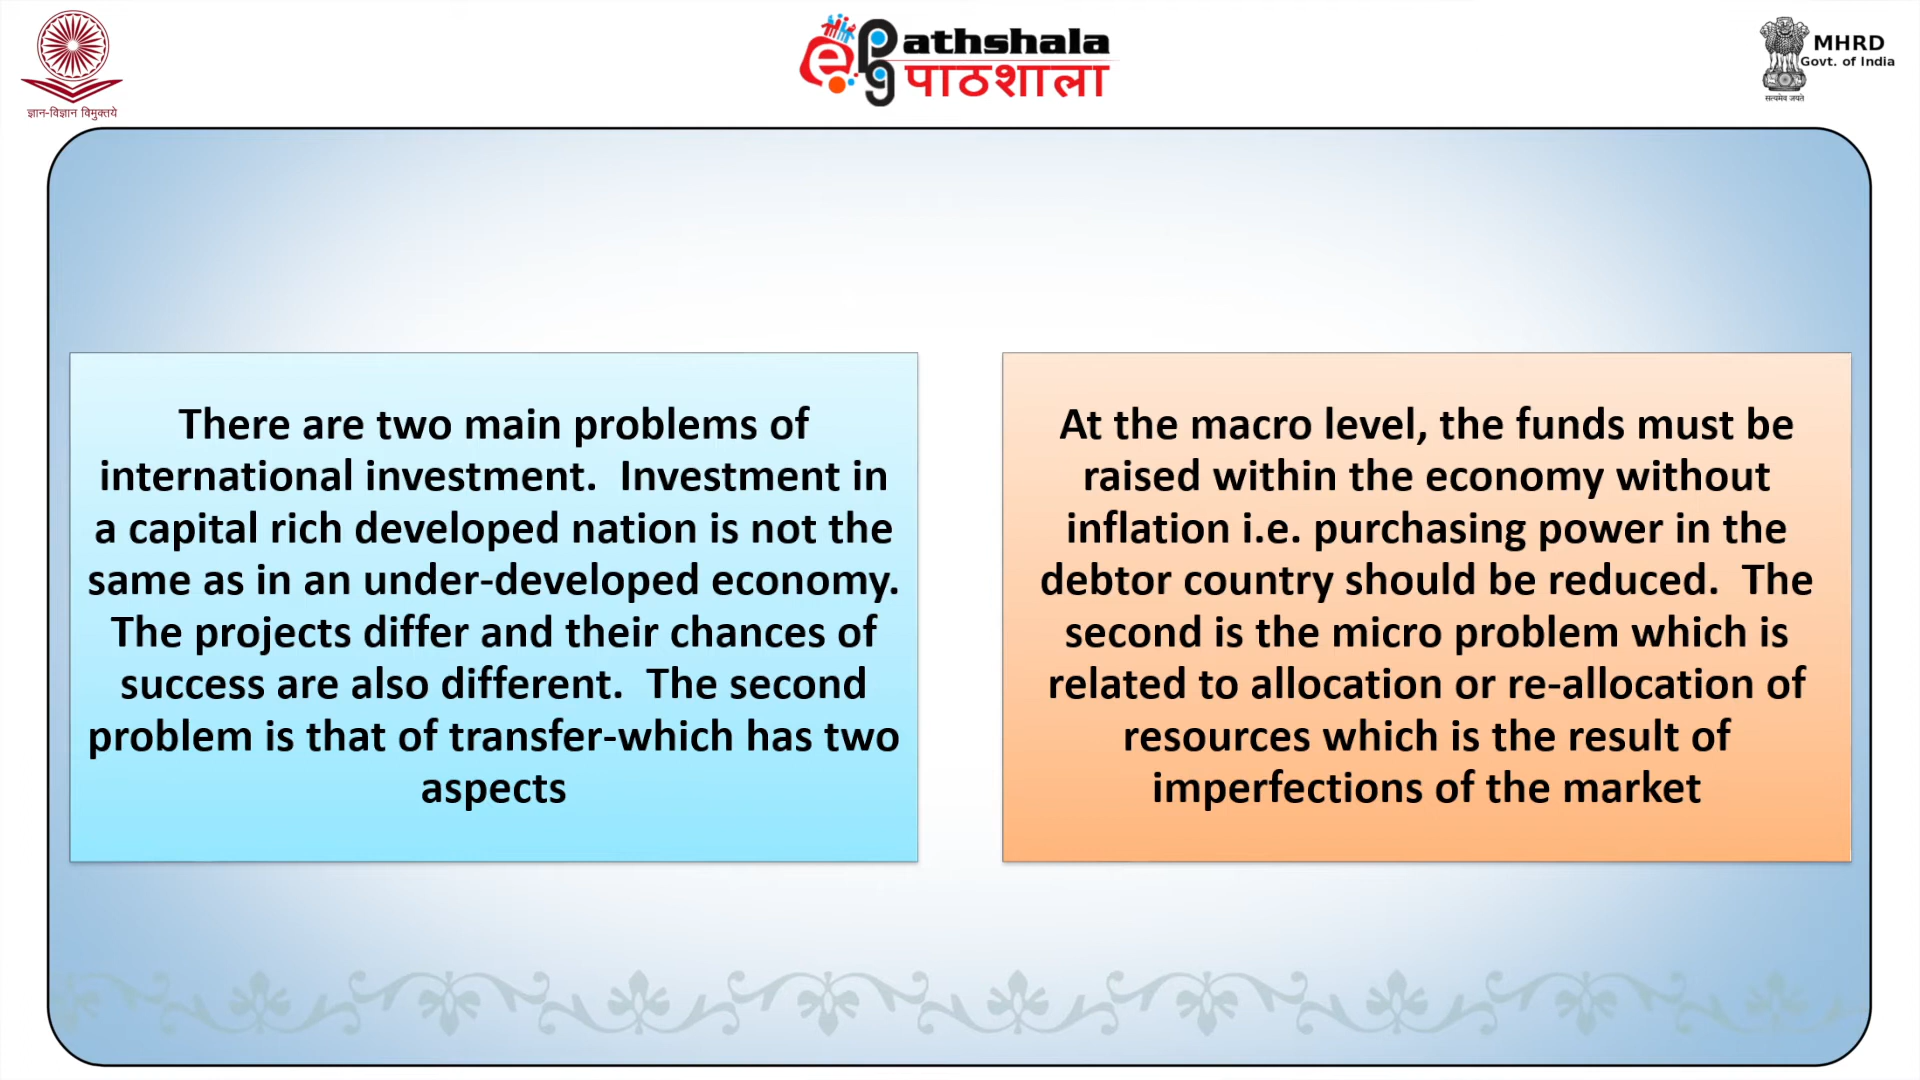 ज्ञान-विज्ञान विमुक्तये
e pg athshala
पाठशाला
MHRD
Govt. of India
सत्यमेव जयते
There are two main problems of
international investment.  Investment in
a capital rich developed nation is not the
same as in an under-developed economy.
The projects differ and their chances of
success are also different.  The second
problem is that of transfer-which has two
aspects
At the macro level, the funds must be
raised within the economy without
inflation i.e. purchasing power in the
debtor country should be reduced.  The
second is the micro problem which is
related to allocation or re-allocation of
resources which is the result of
imperfections of the market